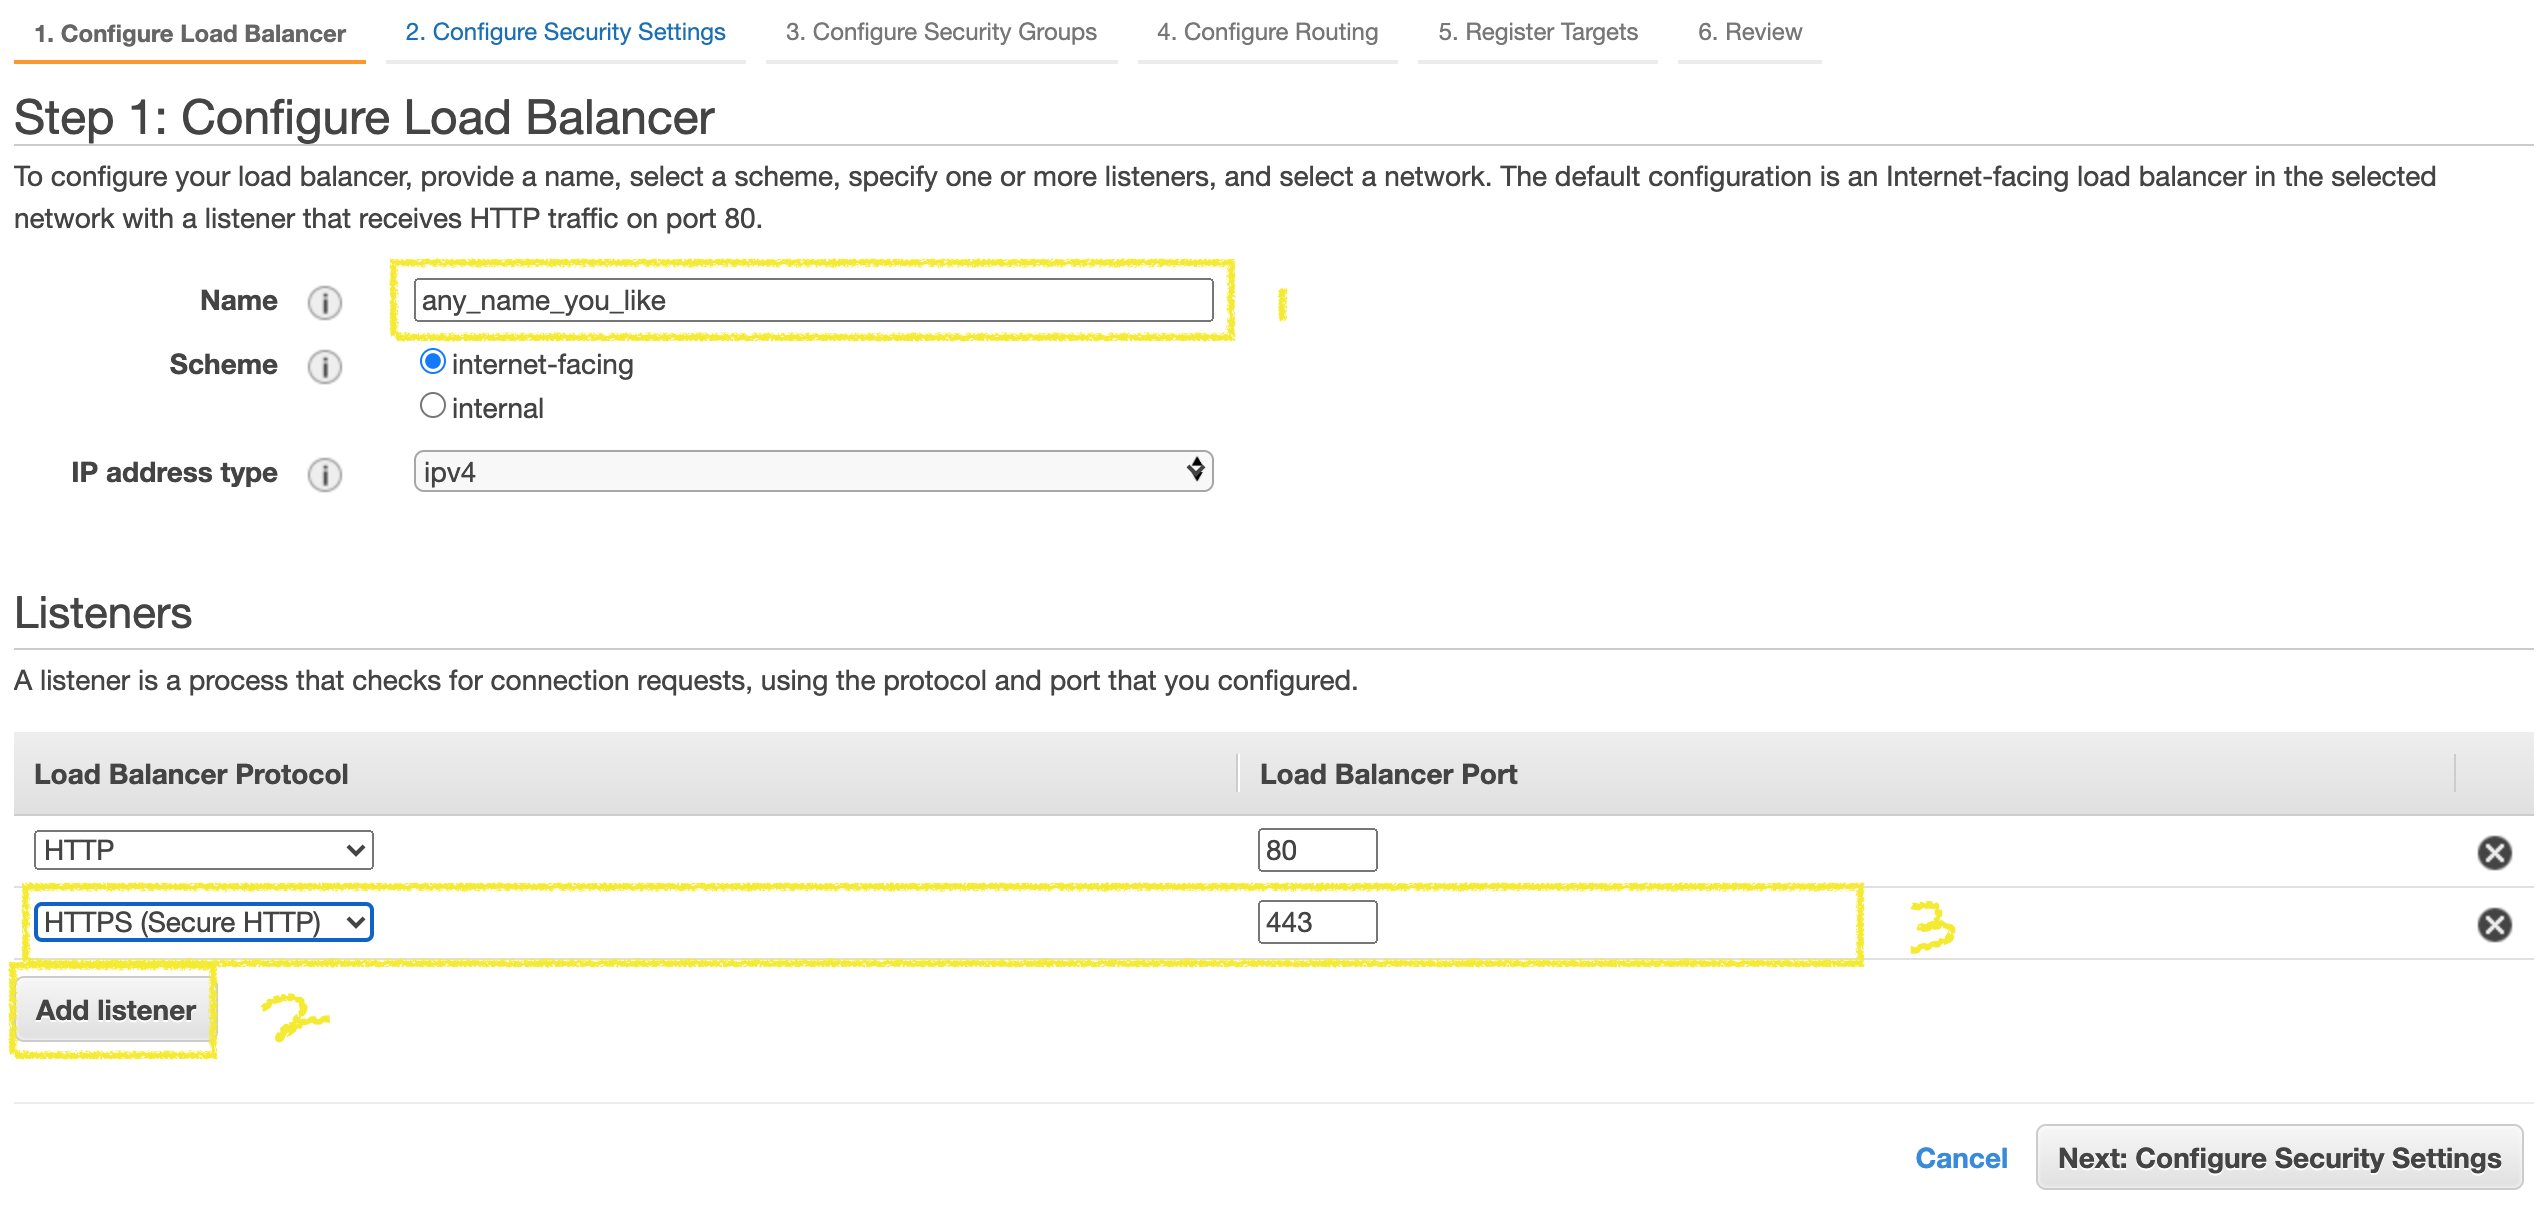 1. Configure Load Balancer 2. Configure Security Settings 3. Configure Security Groups 4. Configure Routing 5. Register Targets 6. Review
Step 1: Configure Load Balancer
To configure your load balancer, provide a name, select a scheme, specify one or more listeners, and select a network. The default configuration is an Internet-facing load balancer in the selected
network with a listener that receives HTTP traffic on port 80.
Name i any_name_you_like 1
Scheme i internet-facing
internal
IP address type i ipv4
Listeners
A listener is a process that checks for connection requests, using the protocol and port that you configured.
Load Balancer Protocol Load Balancer Port
HTTP 80
HTTPS (Secure HTTP) 443 3
Add listener 2
Cancel Next: Configure Security Settings